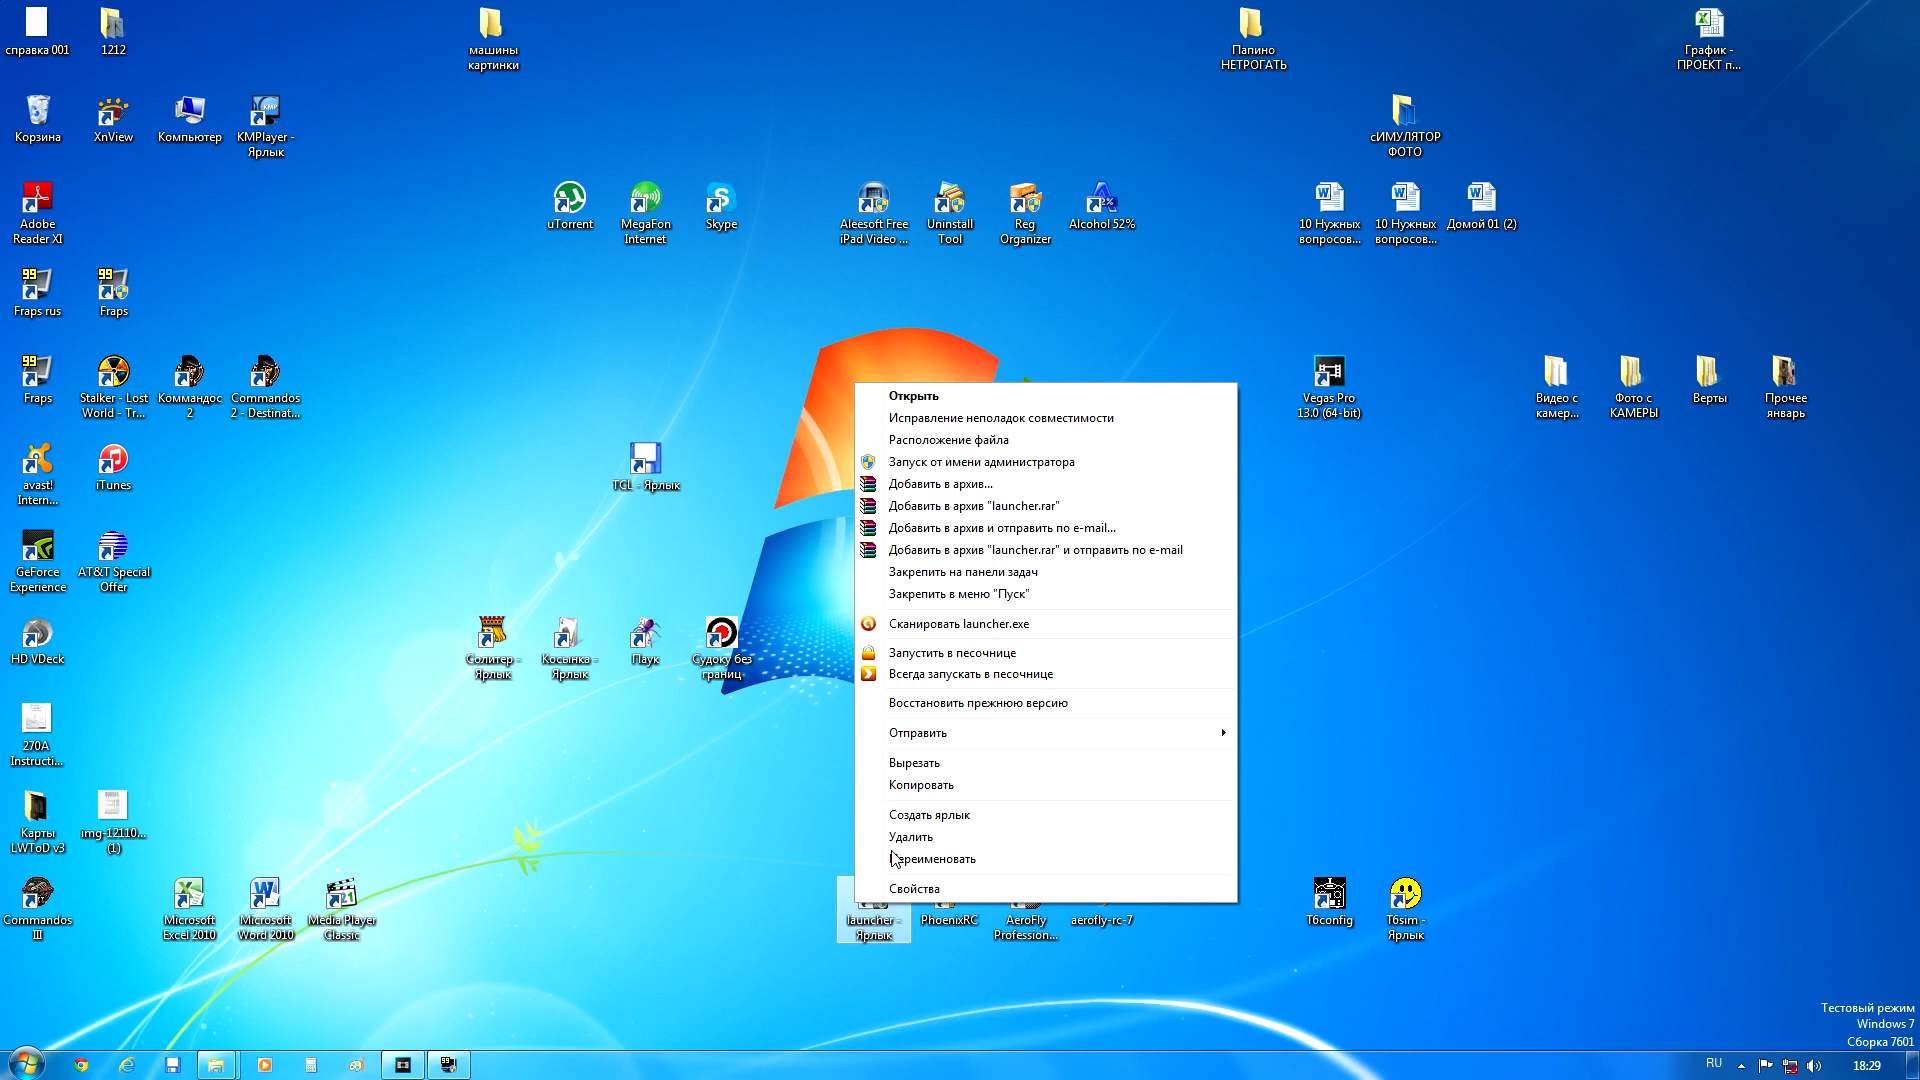 справка 001
1212
машины
картинки
Папино
НЕТРОГАТЬ
График -
ПРОЕКТ п...
Корзина
XnView
Компьютер
KMPlayer -
Ярлык
сИМУЛЯТОР
ФОТО
Adobe
Reader XI
uTorrent
MegaFon
Internet
Skype
Aleesoft Free
iPad Video ...
Uninstall
Tool
Reg
Organizer
Alcohol 52%
10 Нужных
вопросов...
10 Нужных
вопросов...
Домой 01 (2)
Fraps rus
Fraps
Fraps
Stalker - Lost
World - Tr...
Коммандос
2
Commandos
2 - Destinat...
Vegas Pro
13.0 (64-bit)
Видео с
камер...
Фото с
КАМЕРЫ
Верты
Прочее
январь
avast!
Intern...
iTunes
TCL - Ярлык
GeForce
Experience
AT&T Special
Offer
HD VDeck
Солитер -
Ярлык
Косынка -
Ярлык
Паук
Судоку без
границ
270A
Instructi...
Карты
LWToD v3
img-12110...
(1)
Commandos
III
Microsoft
Excel 2010
Microsoft
Word 2010
Media Player
Classic
Открыть
Исправление неполадок совместимости
Расположение файла
Запуск от имени администратора
Добавить в архив...
Добавить в архив "launcher.rar"
Добавить в архив и отправить по e-mail...
Добавить в архив "launcher.rar" и отправить по e-mail
Закрепить на панели задач
Закрепить в меню "Пуск"
Сканировать launcher.exe
Запустить в песочнице
Всегда запускать в песочнице
Восстановить прежнюю версию
Отправить
Вырезать
Копировать
Создать ярлык
Удалить
Переименовать
Свойства
launcher -
Ярлык
PhoenixRC
AeroFly
Profession...
aerofly-rc-7
T6config
T6sim -
Ярлык
Тестовый режим
Windows 7
Сборка 7601
RU
18:29